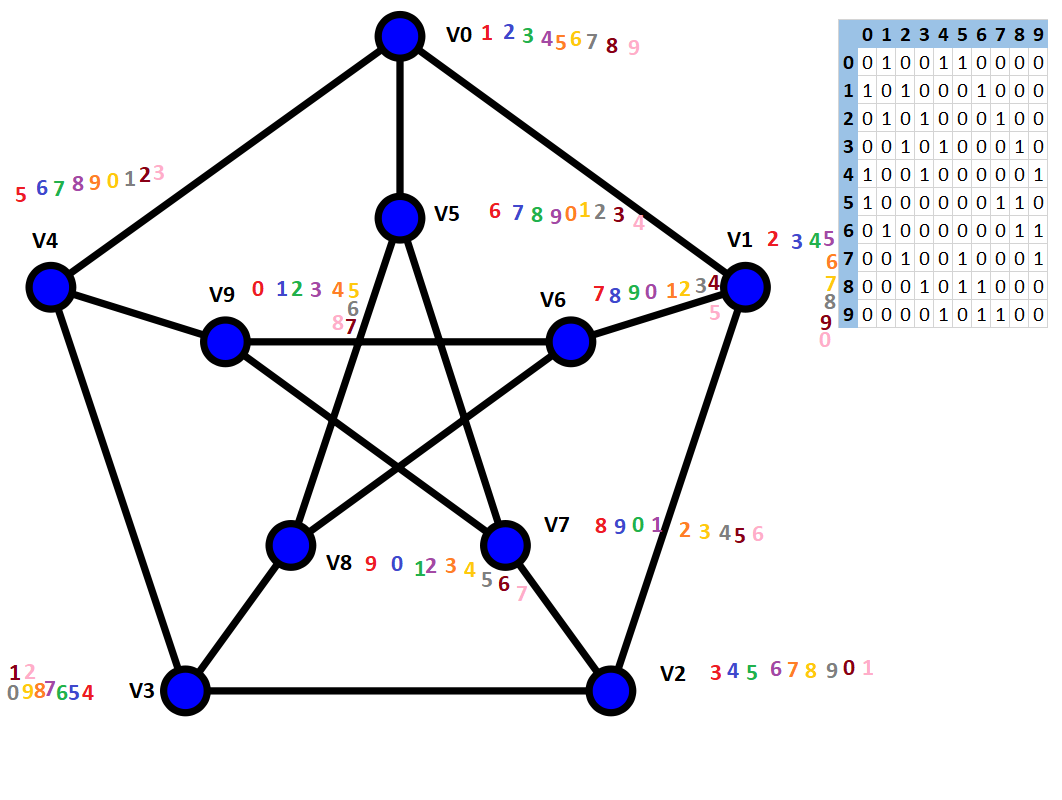 V0 1 2 3 4 5 6 7 8 9
5 6 7 8 9 0 1 2 3
V4
V5 6 7 8 9 0 1 2 3 4
V1 2 3 4 5
6
7
8
9
0
V9 0 1 2 3 4 5
6
8 7
V6 7 8 9 0 1 2 3 4
5
V7 8 9 0 1 2 3 4 5 6
V8 9 0 1 2 3 4 5 6 7
1 2
0 9 8 7 6 5 4 V3
V2 3 4 5 6 7 8 9 0 1
0 1 2 3 4 5 6 7 8 9
0 0 1 0 0 1 1 0 0 0 0
1 1 0 1 0 0 0 1 0 0 0
2 0 1 0 1 0 0 0 1 0 0
3 0 0 1 0 1 0 0 0 1 0
4 1 0 0 1 0 0 0 0 0 1
5 1 0 0 0 0 0 0 1 1 0
6 0 1 0 0 0 0 0 0 1 1
7 0 0 1 0 0 1 0 0 0 1
8 0 0 0 1 0 1 1 0 0 0
9 0 0 0 0 1 0 1 1 0 0